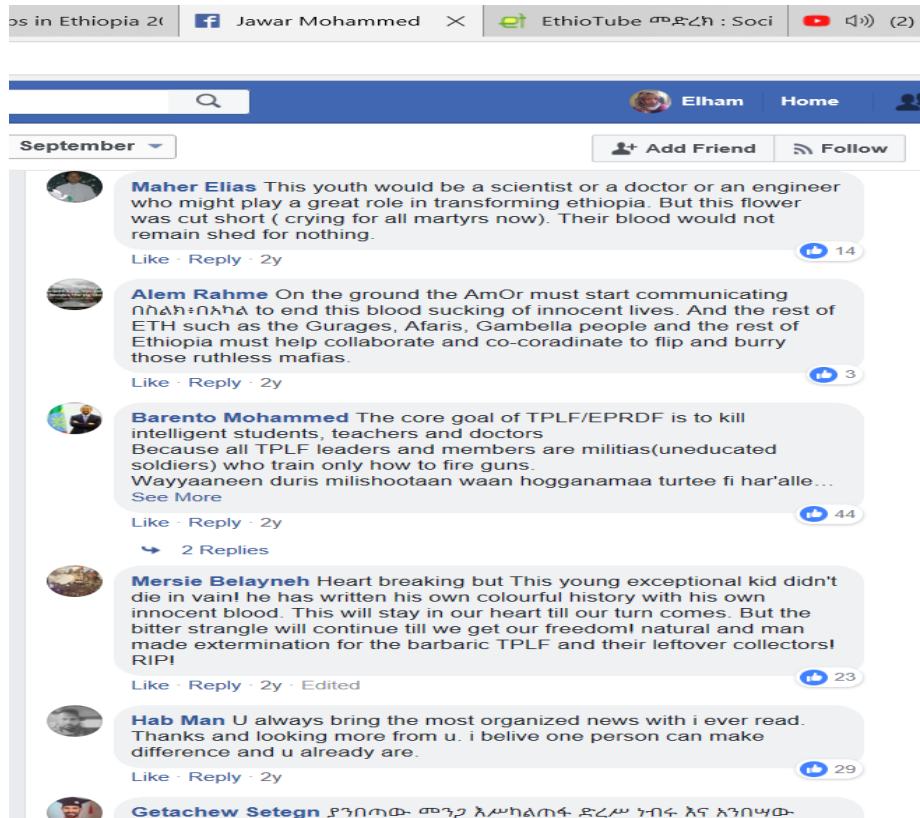 os in Ethiopia 20
Jawar Mohammed
EthioTube መድረክ : Soci
(2)
Elham
Home
September
Add Friend
Follow
Maher Elias This youth would be a scientist or a doctor or an engineer
who might play a great role in transforming ethiopia. But this flower
was cut short ( crying for all martyrs now). Their blood would not
remain shed for nothing.
14
Like · Reply · 2y
Alem Rahme On the ground the AmOr must start communicating
በስልክ፡በአካል to end this blood sucking of innocent lives. And the rest of
ETH such as the Gurages, Afaris, Gambella people and the rest of
Ethiopia must help collaborate and co-coradinate to flip and burry
those ruthless mafias.
3
Like · Reply · 2y
Barento Mohammed The core goal of TPLF/EPRDF is to kill
intelligent students, teachers and doctors
Because all TPLF leaders and members are militias(uneducated
soldiers) who train only how to fire guns.
Wayyaaneen duris milishootaan waan hogganamaa turtee fi har'alle...
See More
44
Like · Reply · 2y
2 Replies
Mersie Belayneh Heart breaking but This young exceptional kid didn't
die in vain! he has written his own colourful history with his own
innocent blood. This will stay in our heart till our turn comes. But the
bitter strangle will continue till we get our freedom! natural and man
made extermination for the barbaric TPLF and their leftover collectors!
RIP!
23
Like · Reply · 2y · Edited
Hab Man U always bring the most organized news with i ever read.
Thanks and looking more from u. i belive one person can make
difference and u already are.
29
Like · Reply · 2y
Getachew Setegn ያንበጣው መንጋ እሥከልጠፋ ድረሥ ነብሩ እና አንበሣው